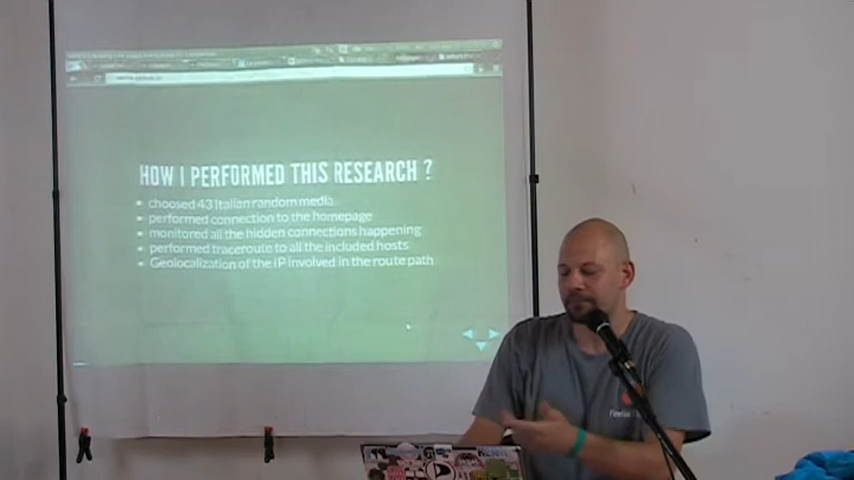 HOW I PERFORMED THIS RESEARCH ?
choosed 43 Italian random media
performed connection to the homepage
monitored all the hidden connections happening
performed traceroute to all the included hosts
Geolocalization of the IP involved in the route path